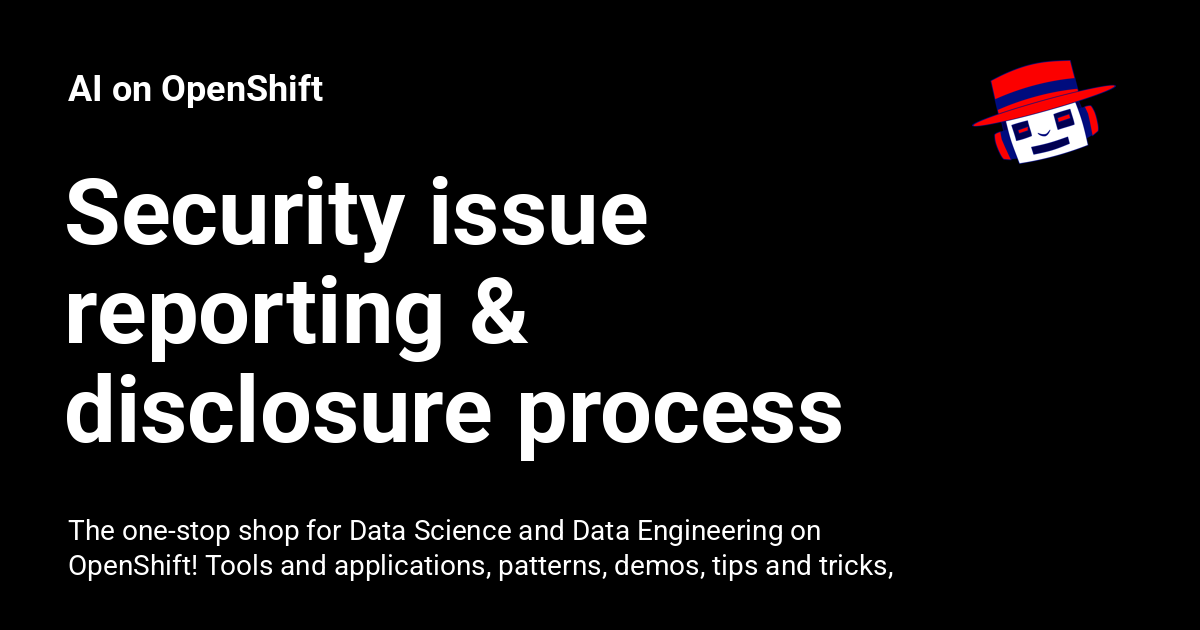 AI on OpenShift
Security issue
reporting &
disclosure process
The one-stop shop for Data Science and Data Engineering on
OpenShift! Tools and applications, patterns, demos, tips and tricks,